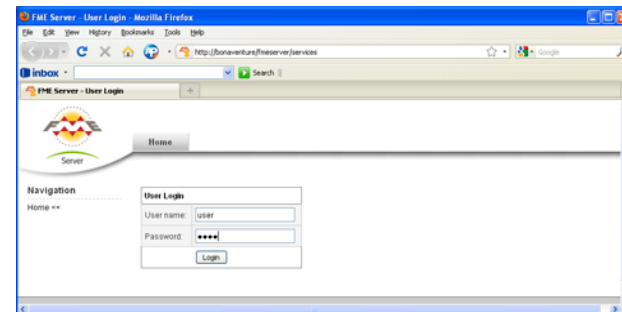 FME Server - User Login - Mozilla Firefox
File Edit View History Bookmarks Tools Help
http://bonaventure/fmeserver/services
Google
inbox
Search
FME Server - User Login
FME
Server
Home
Navigation
Home <<
User Login
User name: user
Password: ••••
Login